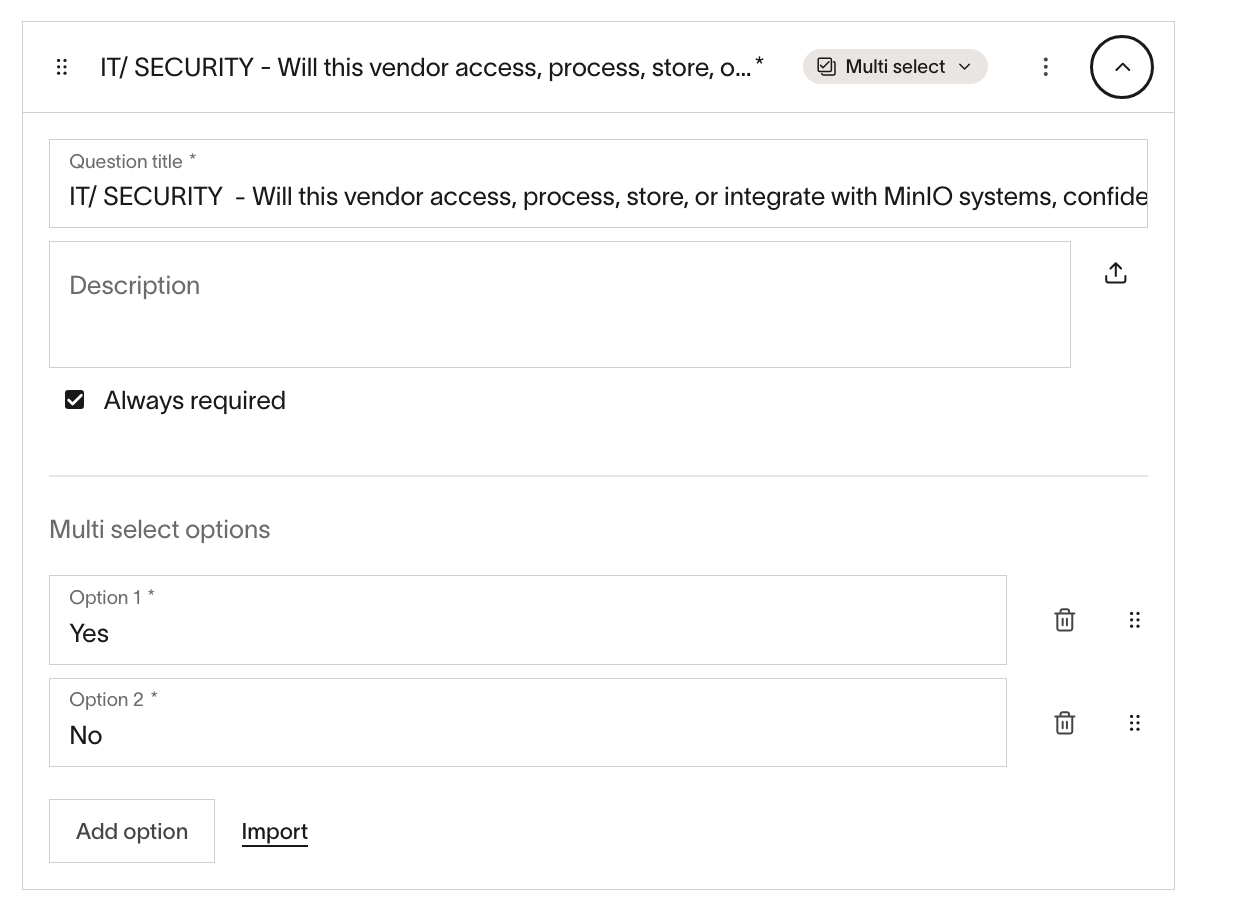 IT/ SECURITY - Will this vendor access, process, store, o... *
Multi select
Question title *
IT/ SECURITY  - Will this vendor access, process, store, or integrate with MinIO systems, confide
Description
Always required
Multi select options
Option 1 *
Yes
Option 2 *
No
Add option
Import